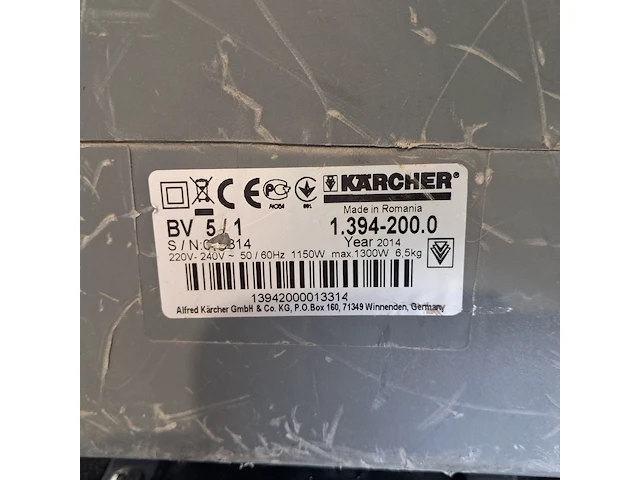 CE
KÄRCHER®
Made in Romania
BV 5/1
1.394-200.0
Year 2014
220V- 240V ~ 50 / 60Hz 1150W max.1300W 6,5kg
13942000013314
Alfred Kärcher GmbH & Co. KG, P.O.Box 160, 71349 Winnenden, Germany